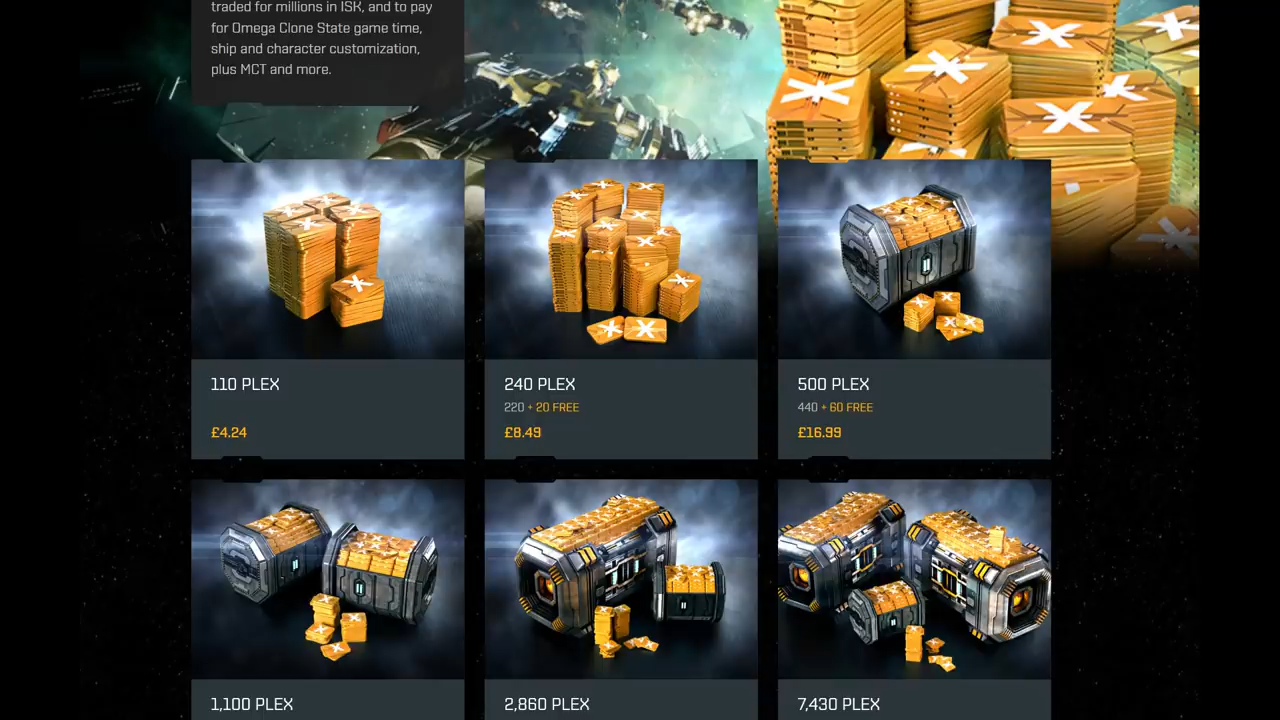 traded for millions in ISK, and to pay
for Omega Clone State game time,
ship and character customization,
plus MCT and more.
110 PLEX
£4.24
240 PLEX
220 + 20 FREE
£8.49
500 PLEX
440 + 60 FREE
£16.99
1,100 PLEX
2,860 PLEX
7,430 PLEX